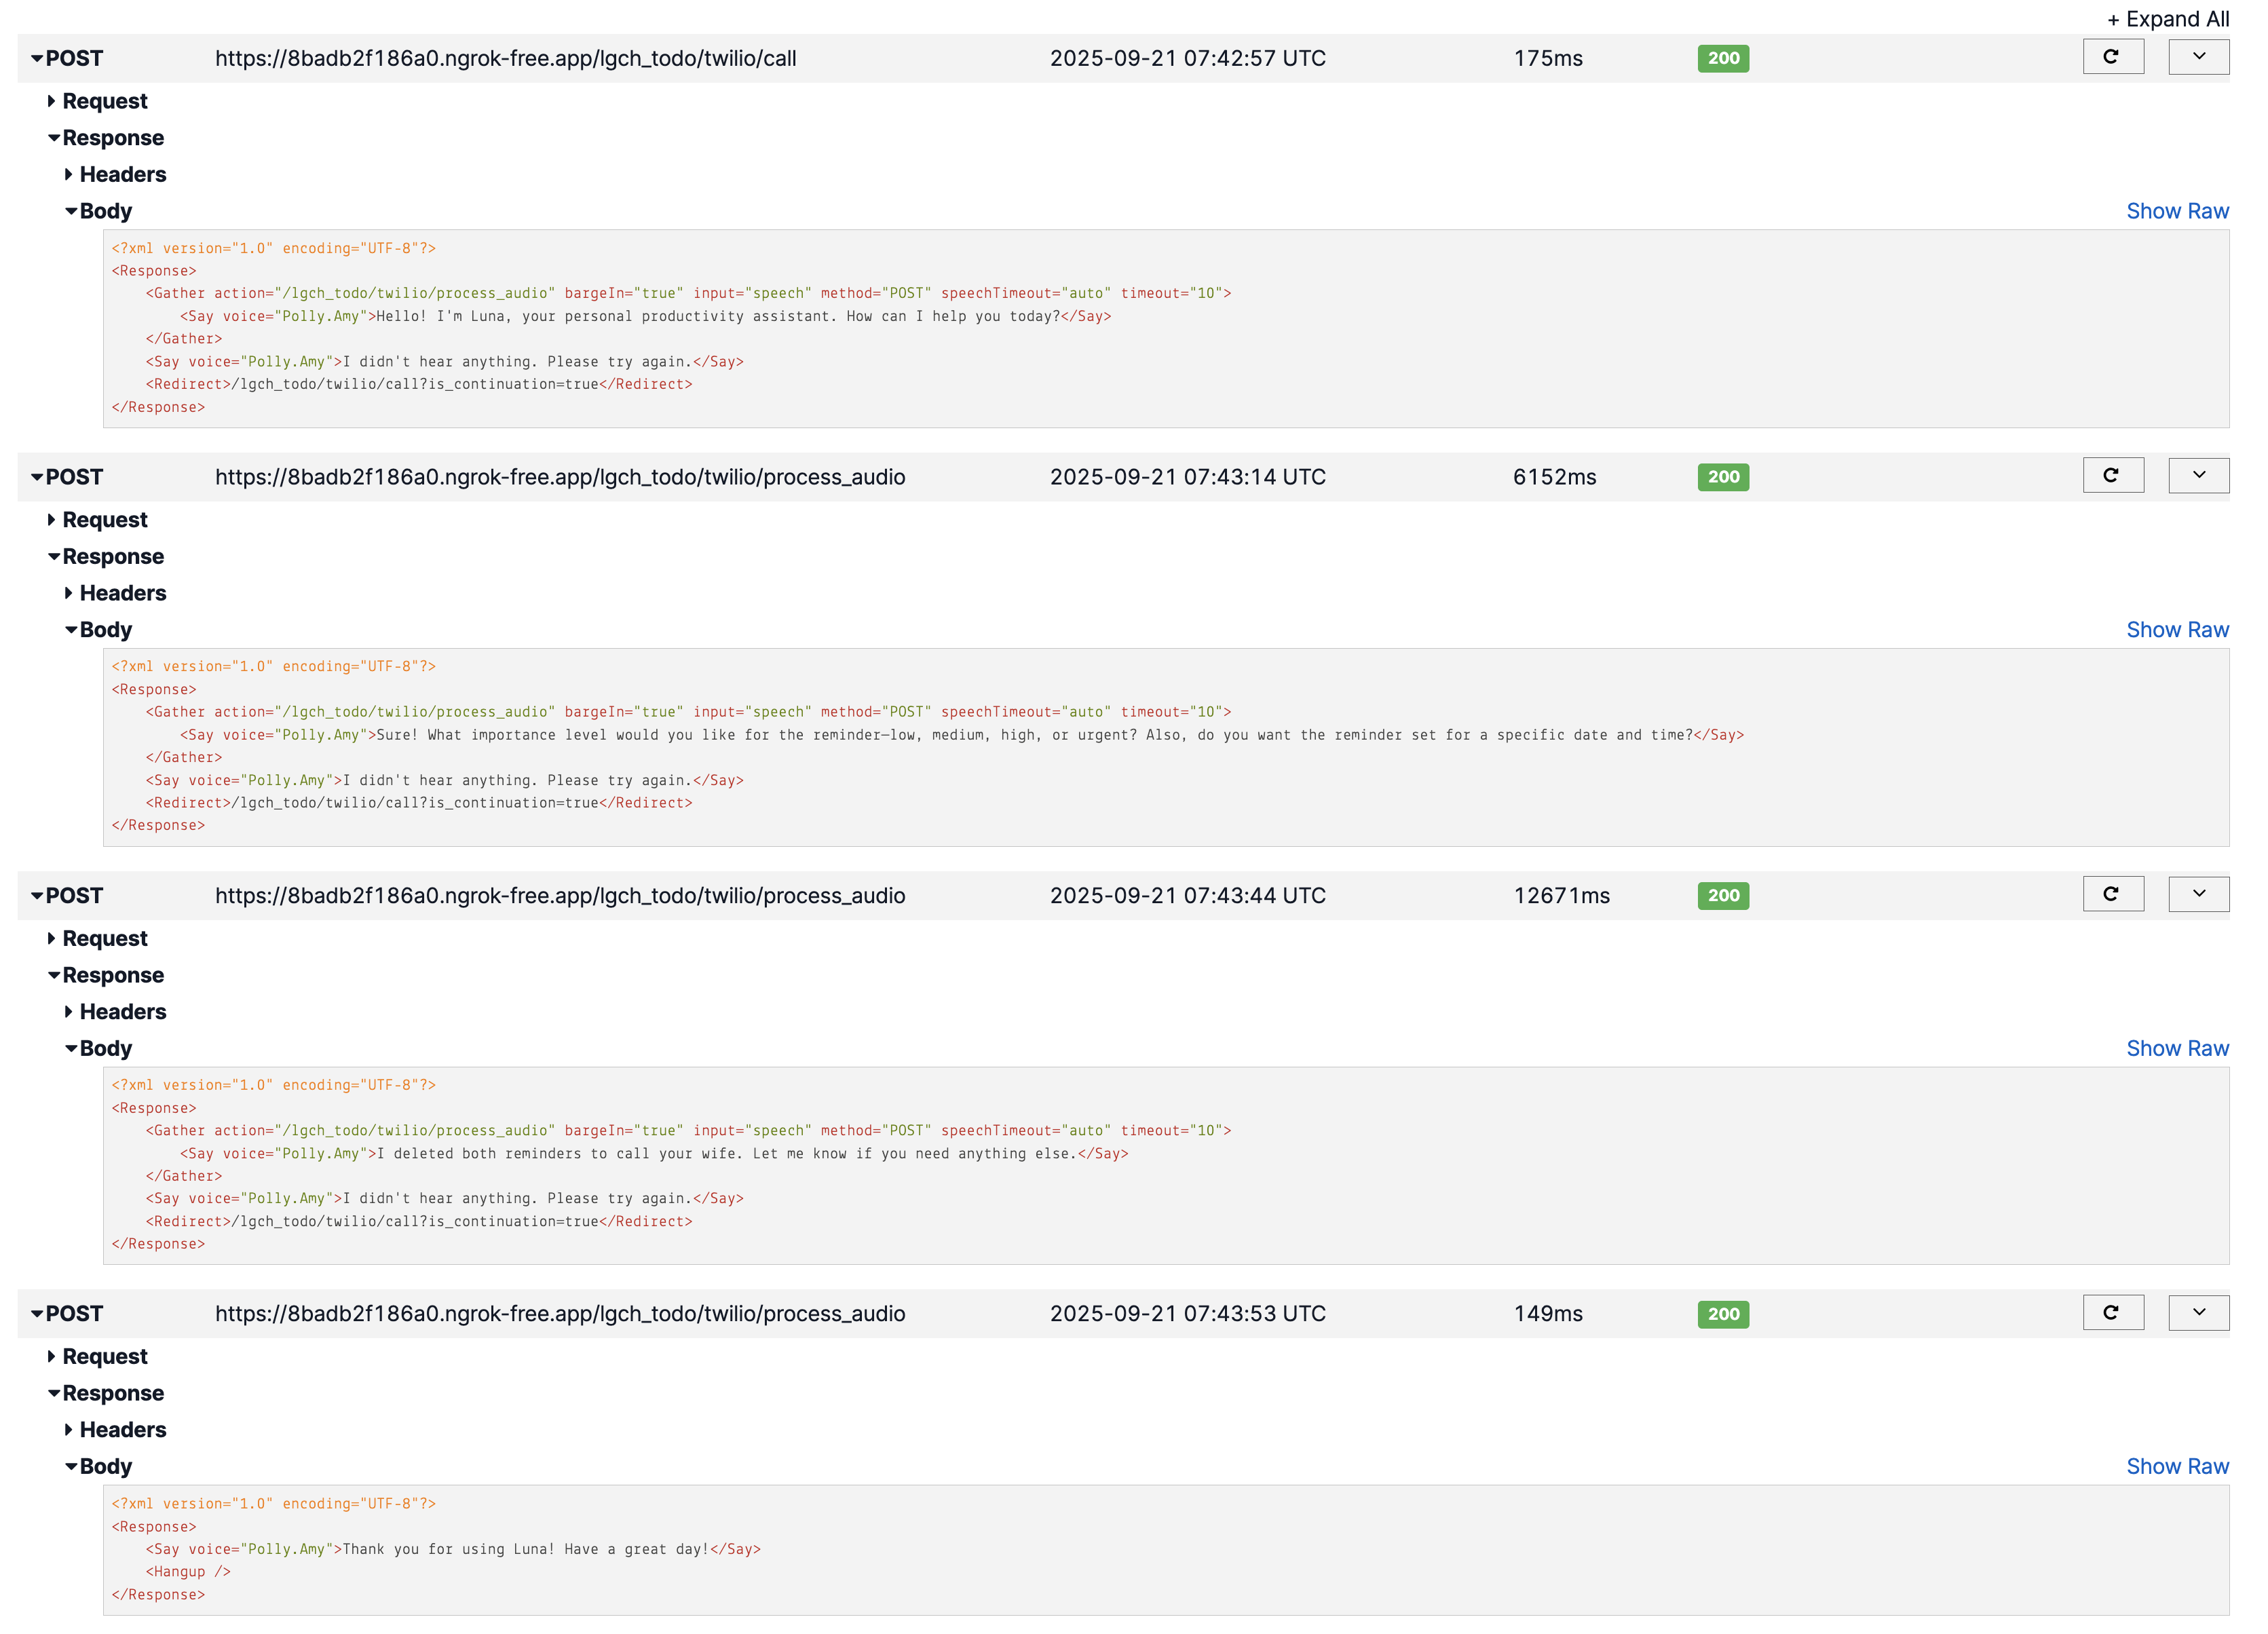 + Expand All
POST https://8badb2f186a0.ngrok-free.app/lgch_todo/twilio/call 2025-09-21 07:42:57 UTC 175ms 200
Request
Response
Headers
Body Show Raw
<?xml version="1.0" encoding="UTF-8"?>
<Response>
<Gather action="/lgch_todo/twilio/process_audio" bargeIn="true" input="speech" method="POST" speechTimeout="auto" timeout="10">
<Say voice="Polly.Amy">Hello! I'm Luna, your personal productivity assistant. How can I help you today?</Say>
</Gather>
<Say voice="Polly.Amy">I didn't hear anything. Please try again.</Say>
<Redirect>/lgch_todo/twilio/call?is_continuation=true</Redirect>
</Response>
POST https://8badb2f186a0.ngrok-free.app/lgch_todo/twilio/process_audio 2025-09-21 07:43:14 UTC 6152ms 200
Request
Response
Headers
Body Show Raw
<?xml version="1.0" encoding="UTF-8"?>
<Response>
<Gather action="/lgch_todo/twilio/process_audio" bargeIn="true" input="speech" method="POST" speechTimeout="auto" timeout="10">
<Say voice="Polly.Amy">Sure! What importance level would you like for the reminder—low, medium, high, or urgent? Also, do you want the reminder set for a specific date and time?</Say>
</Gather>
<Say voice="Polly.Amy">I didn't hear anything. Please try again.</Say>
<Redirect>/lgch_todo/twilio/call?is_continuation=true</Redirect>
</Response>
POST https://8badb2f186a0.ngrok-free.app/lgch_todo/twilio/process_audio 2025-09-21 07:43:44 UTC 12671ms 200
Request
Response
Headers
Body Show Raw
<?xml version="1.0" encoding="UTF-8"?>
<Response>
<Gather action="/lgch_todo/twilio/process_audio" bargeIn="true" input="speech" method="POST" speechTimeout="auto" timeout="10">
<Say voice="Polly.Amy">I deleted both reminders to call your wife. Let me know if you need anything else.</Say>
</Gather>
<Say voice="Polly.Amy">I didn't hear anything. Please try again.</Say>
<Redirect>/lgch_todo/twilio/call?is_continuation=true</Redirect>
</Response>
POST https://8badb2f186a0.ngrok-free.app/lgch_todo/twilio/process_audio 2025-09-21 07:43:53 UTC 149ms 200
Request
Response
Headers
Body Show Raw
<?xml version="1.0" encoding="UTF-8"?>
<Response>
<Say voice="Polly.Amy">Thank you for using Luna! Have a great day!</Say>
<Hangup />
</Response>